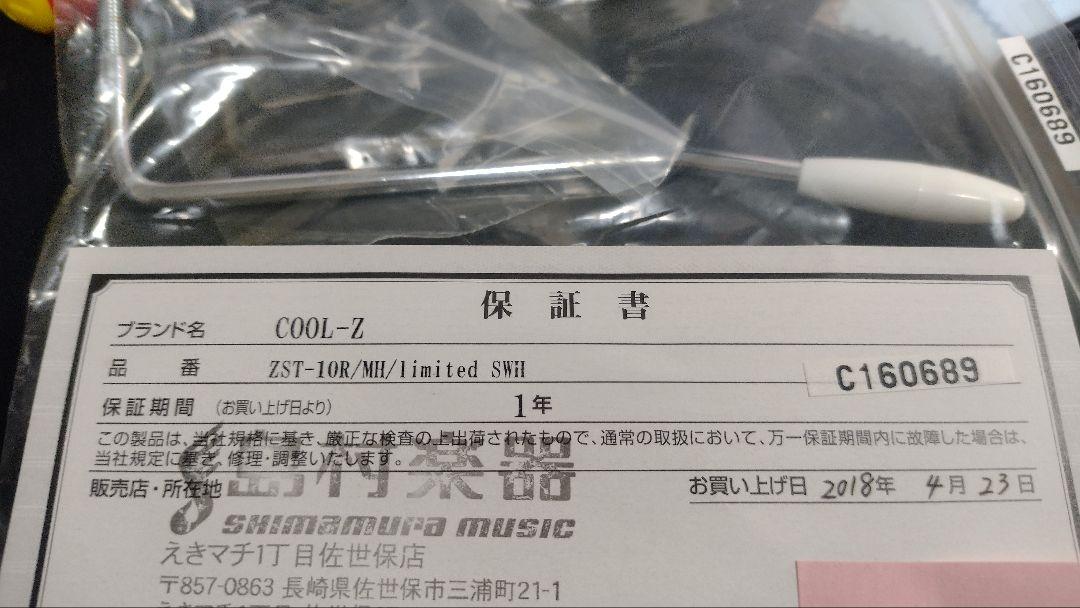 C160689
保証書
ブランド名 COOL-Z
品番 ZST-10R/MH/limited SWH
C160689
保証期間 (お買い上げ日より) 1年
この製品は、当社規格に基き、厳正な検査の上出荷されたもので、通常の取扱において、万一保証期間内に故障した場合は、
当社規定に基き、修理・調整いたします。
販売店・所在地
お買い上げ日 2018年 4月 23日
島村楽器
SHIMAMURA MUSIC
えきマチ1丁目佐世保店
〒857-0863 長崎県佐世保市三浦町21-1